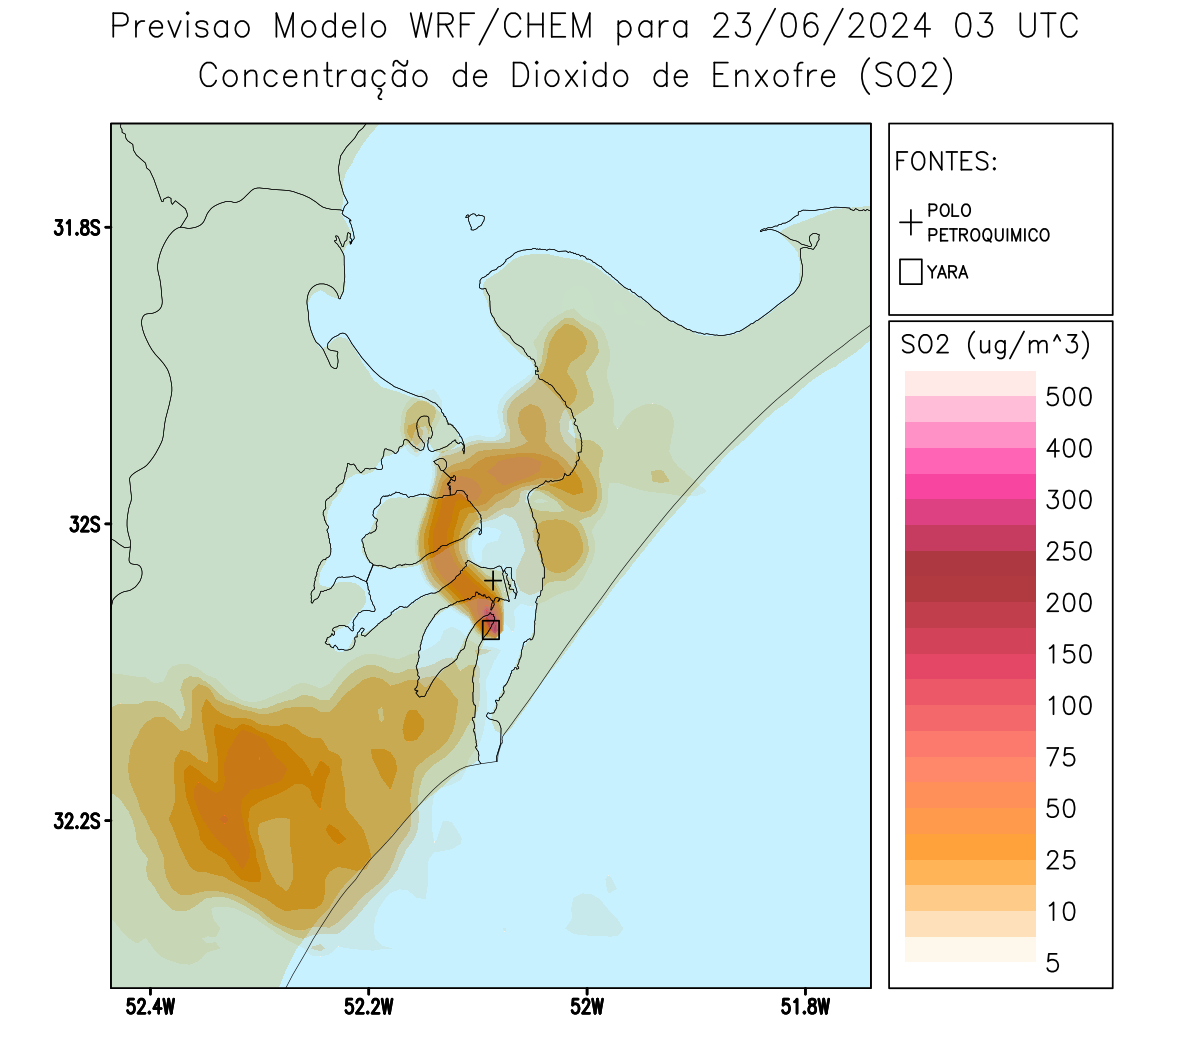 Previsao Modelo WRF/CHEM para 23/06/2024 03 UTC
Concentração de Dioxido de Enxofre (SO2)
FONTES:
POLO
PETROQUIMICO
YARA
SO2 (ug/m^3)
500
400
300
250
200
150
100
75
50
25
10
5
31.8S
32S
32.2S
52.4W
52.2W
52W
51.8W